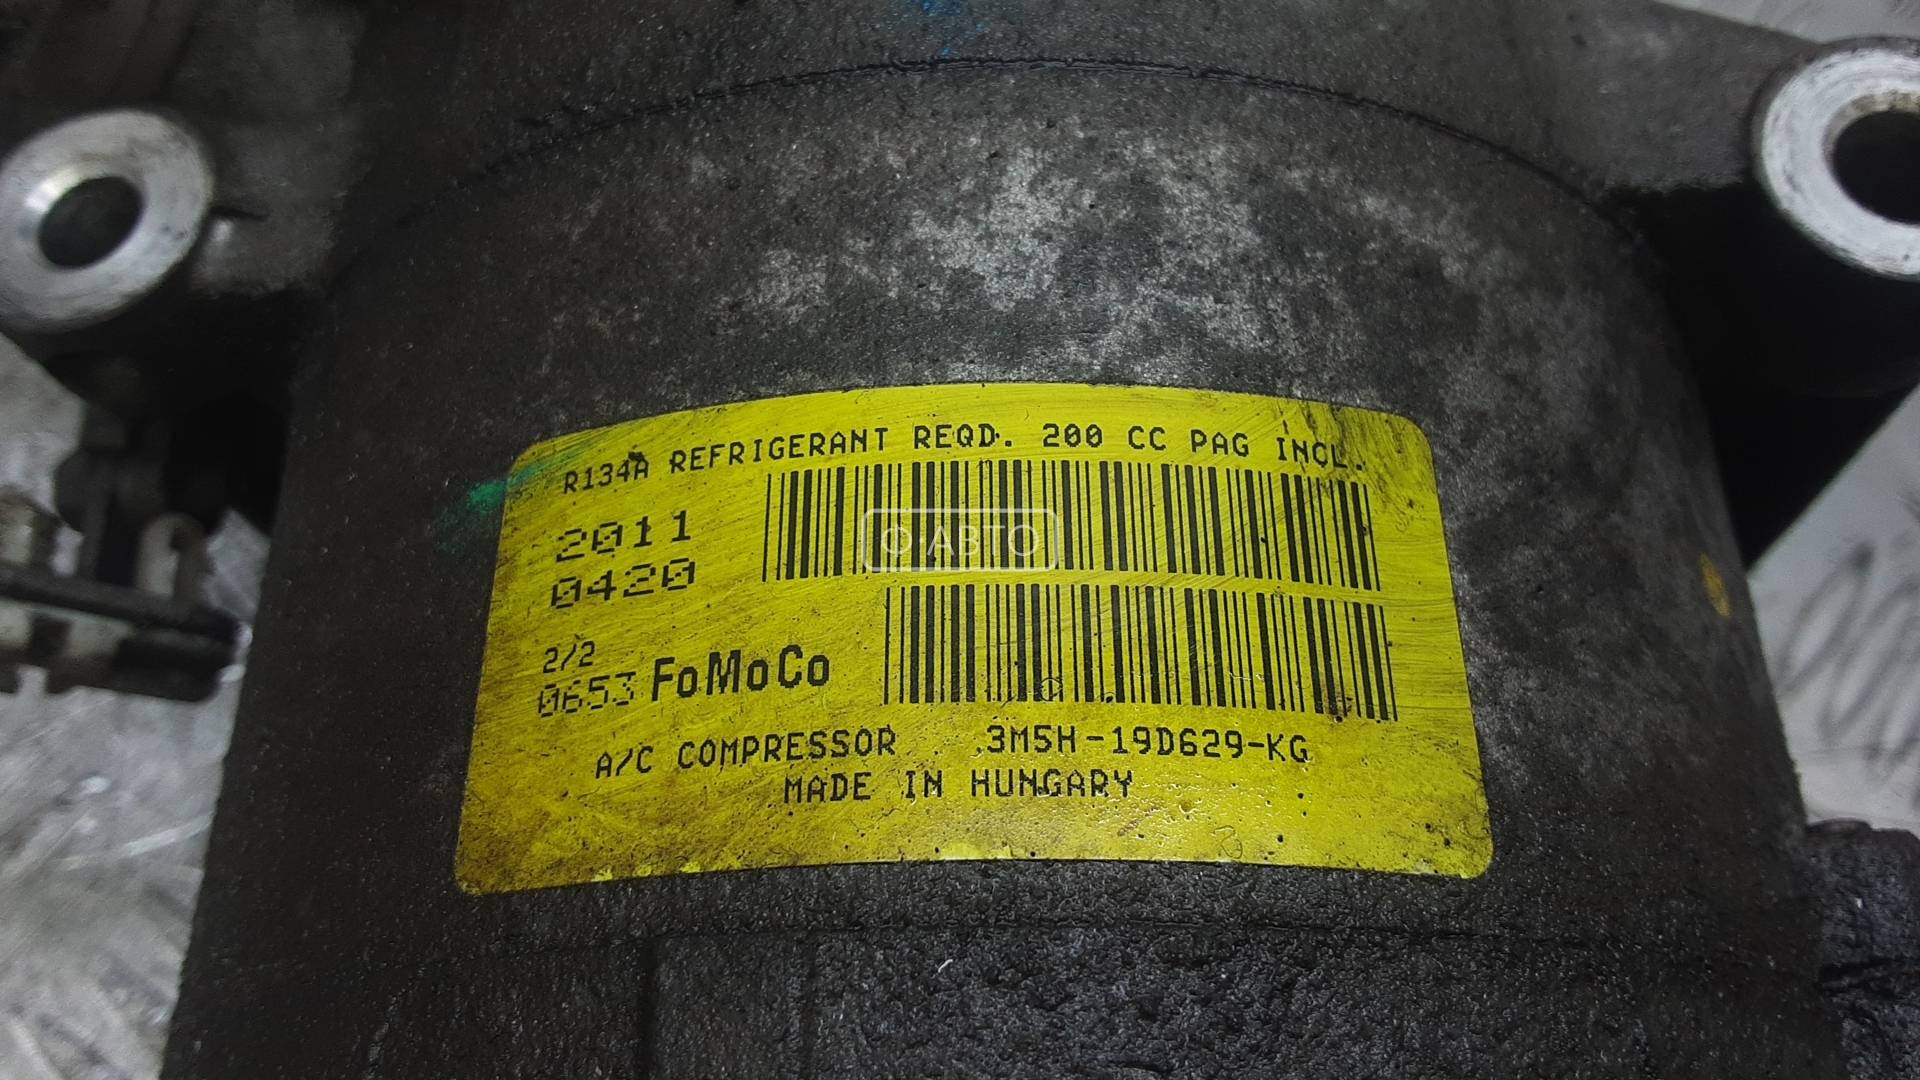 R134A REFRIGERANT REQD. 200 CC PAG INCL.
2011
0420
О·АВТО
2/2
0653 FoMoCo
A/C COMPRESSOR 3M5H-19D629-KG
MADE IN HUNGARY